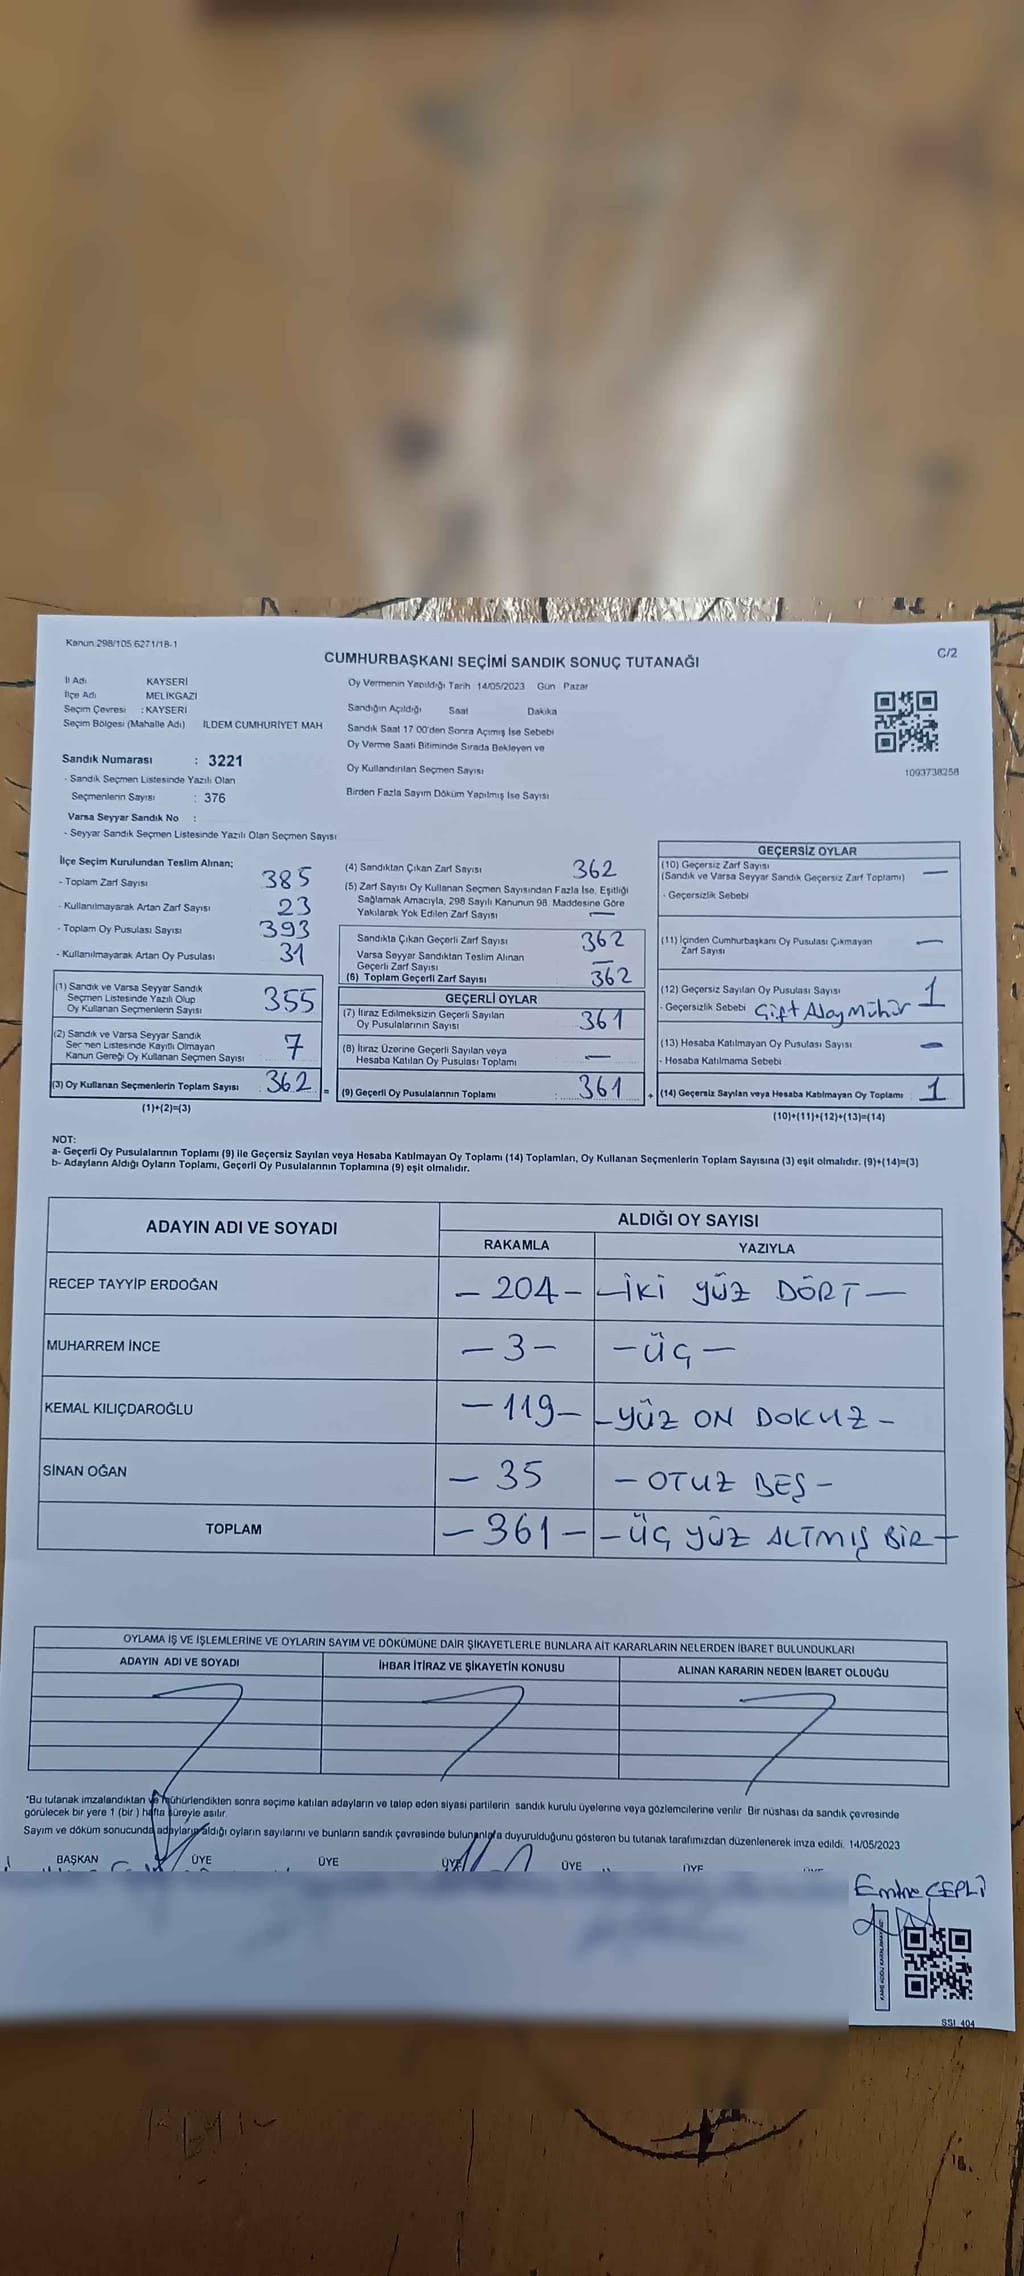 Kanun:298/105,6271/18-1
C/2
CUMHURBAŞKANI SEÇİMİ SANDIK SONUÇ TUTANAĞI
İl Adı KAYSERİ
İlçe Adı MELİKGAZİ
Seçim Çevresi : KAYSERİ
Seçim Bölgesi (Mahalle Adı) İLDEM CUMHURİYET MAH
Sandık Numarası : 3221
- Sandık Seçmen Listesinde Yazılı Olan
Seçmenlerin Sayısı : 376
Varsa Seyyar Sandık No :
- Seyyar Sandık Seçmen Listesinde Yazılı Olan Seçmen Sayısı
Oy Vermenin Yapıldığı Tarih 14/05/2023 Gün Pazar
Sandığın Açıldığı Saat Dakika
Sandık Saat 17:00'den Sonra Açımış İse Sebebi
Oy Verme Saati Bitiminde Sırada Bekleyen ve
Oy Kullandırılan Seçmen Sayısı
Birden Fazla Sayım Döküm Yapılmış İse Sayısı
1093738258
İlçe Seçim Kurulundan Teslim Alınan;
- Toplam Zarf Sayısı 385
- Kullanılmayarak Artan Zarf Sayısı 23
- Toplam Oy Pusulası Sayısı 393
- Kullanılmayarak Artan Oy Pusulası 31
(1) Sandık ve Varsa Seyyar Sandık
Seçmen Listesinde Yazılı Olup
Oy Kullanan Seçmenlerin Sayısı 355
(2) Sandık ve Varsa Seyyar Sandık
Seçmen Listesinde Kayıtlı Olmayan
Kanun Gereği Oy Kullanan Seçmen Sayısı 7
(3) Oy Kullanan Seçmenlerin Toplam Sayısı : 362 =
(1)+(2)=(3)
(4) Sandıktan Çıkan Zarf Sayısı 362
(5) Zarf Sayısı Oy Kullanan Seçmen Sayısından Fazla İse, Eşitliği
Sağlamak Amacıyla, 298 Sayılı Kanunun 98. Maddesine Göre
Yakılarak Yok Edilen Zarf Sayısı —
Sandıkta Çıkan Geçerli Zarf Sayısı 362
Varsa Seyyar Sandıktan Teslim Alınan
Geçerli Zarf Sayısı —
(6) Toplam Geçerli Zarf Sayısı 362
GEÇERLİ OYLAR
(7) İtiraz Edilmeksizin Geçerli Sayılan
Oy Pusulalarının Sayısı 361
(8) İtiraz Üzerine Geçerli Sayılan veya
Hesaba Katılan Oy Pusulası Toplamı —
(9) Geçerli Oy Pusulalarının Toplamı : 361 +
GEÇERSİZ OYLAR
(10) Geçersiz Zarf Sayısı
(Sandık ve Varsa Seyyar Sandık Geçersiz Zarf Toplamı) —
- Geçersizlik Sebebi
(11) İçinden Cumhurbaşkanı Oy Pusulası Çıkmayan
Zarf Sayısı —
(12) Geçersiz Sayılan Oy Pusulası Sayısı 1
- Geçersizlik Sebebi Çift Aday Mühür
(13) Hesaba Katılmayan Oy Pusulası Sayısı —
- Hesaba Katılmama Sebebi
(14) Geçersiz Sayılan veya Hesaba Katılmayan Oy Toplamı : 1
(10)+(11)+(12)+(13)=(14)
NOT:
a- Geçerli Oy Pusulalarının Toplamı (9) ile Geçersiz Sayılan veya Hesaba Katılmayan Oy Toplamı (14) Toplamları, Oy Kullanan Seçmenlerin Toplam Sayısına (3) eşit olmalıdır. (9)+(14)=(3)
b- Adayların Aldığı Oyların Toplamı, Geçerli Oy Pusulalarının Toplamına (9) eşit olmalıdır.
ADAYIN ADI VE SOYADI ALDIĞI OY SAYISI
RAKAMLA YAZIYLA
RECEP TAYYİP ERDOĞAN — 204 — — İKİ YÜZ DÖRT —
MUHARREM İNCE — 3 — — ÜÇ —
KEMAL KILIÇDAROĞLU — 119 — — YÜZ ON DOKUZ —
SİNAN OĞAN — 35 — OTUZ BEŞ —
TOPLAM — 361 — — ÜÇ YÜZ ALTMIŞ BİR —
OYLAMA İŞ VE İŞLEMLERİNE VE OYLARIN SAYIM VE DÖKÜMÜNE DAİR ŞİKAYETLERLE BUNLARA AİT KARARLARIN NELERDEN İBARET BULUNDUKLARI
ADAYIN ADI VE SOYADI İHBAR İTİRAZ VE ŞİKAYETİN KONUSU ALINAN KARARIN NEDEN İBARET OLDUĞU
*Bu tutanak imzalandıktan ve mühürlendikten sonra seçime katılan adayların ve talep eden siyasi partilerin sandık kurulu üyelerine veya gözlemcilerine verilir. Bir nüshası da sandık çevresinde
görülecek bir yere 1 (bir) hafta süreyle asılır.
Sayım ve döküm sonucunda adayların aldığı oyların sayılarını ve bunların sandık çevresinde bulunanlara duyurulduğunu gösteren bu tutanak tarafımızdan düzenlenerek imza edildi. 14/05/2023
BAŞKAN ÜYE ÜYE ÜYE ÜYE ÜYE
Emine ÇEPLİ
SSİ_404